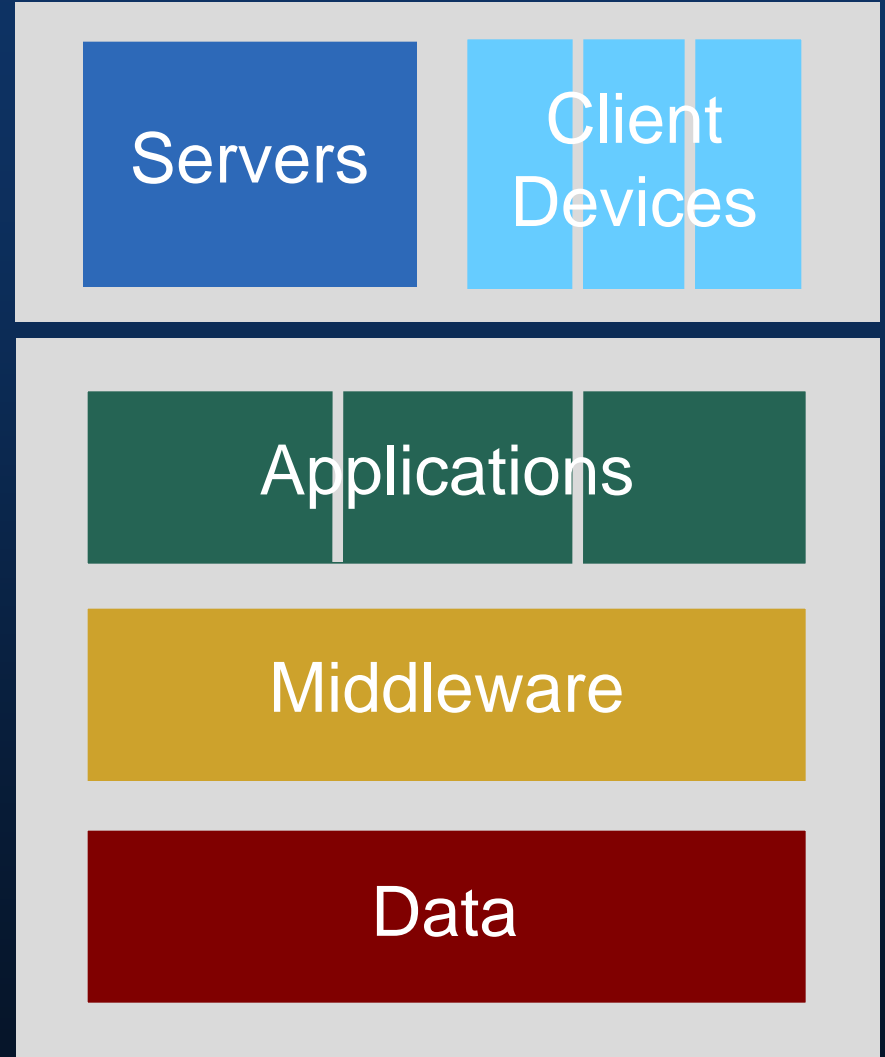 Servers
Client
Devices
Applications
Middleware
Data